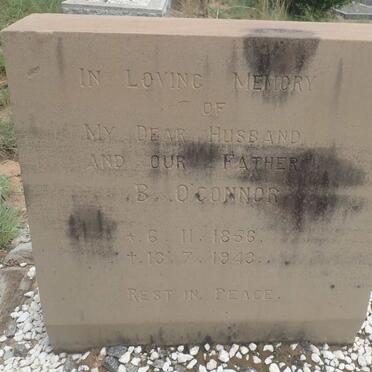 IN LOVING MEMORY
OF
MY DEAR HUSBAND
AND OUR FATHER
B. O'CONNOR
6. 11. 1856.
† 7. 1943.
REST IN PEACE.